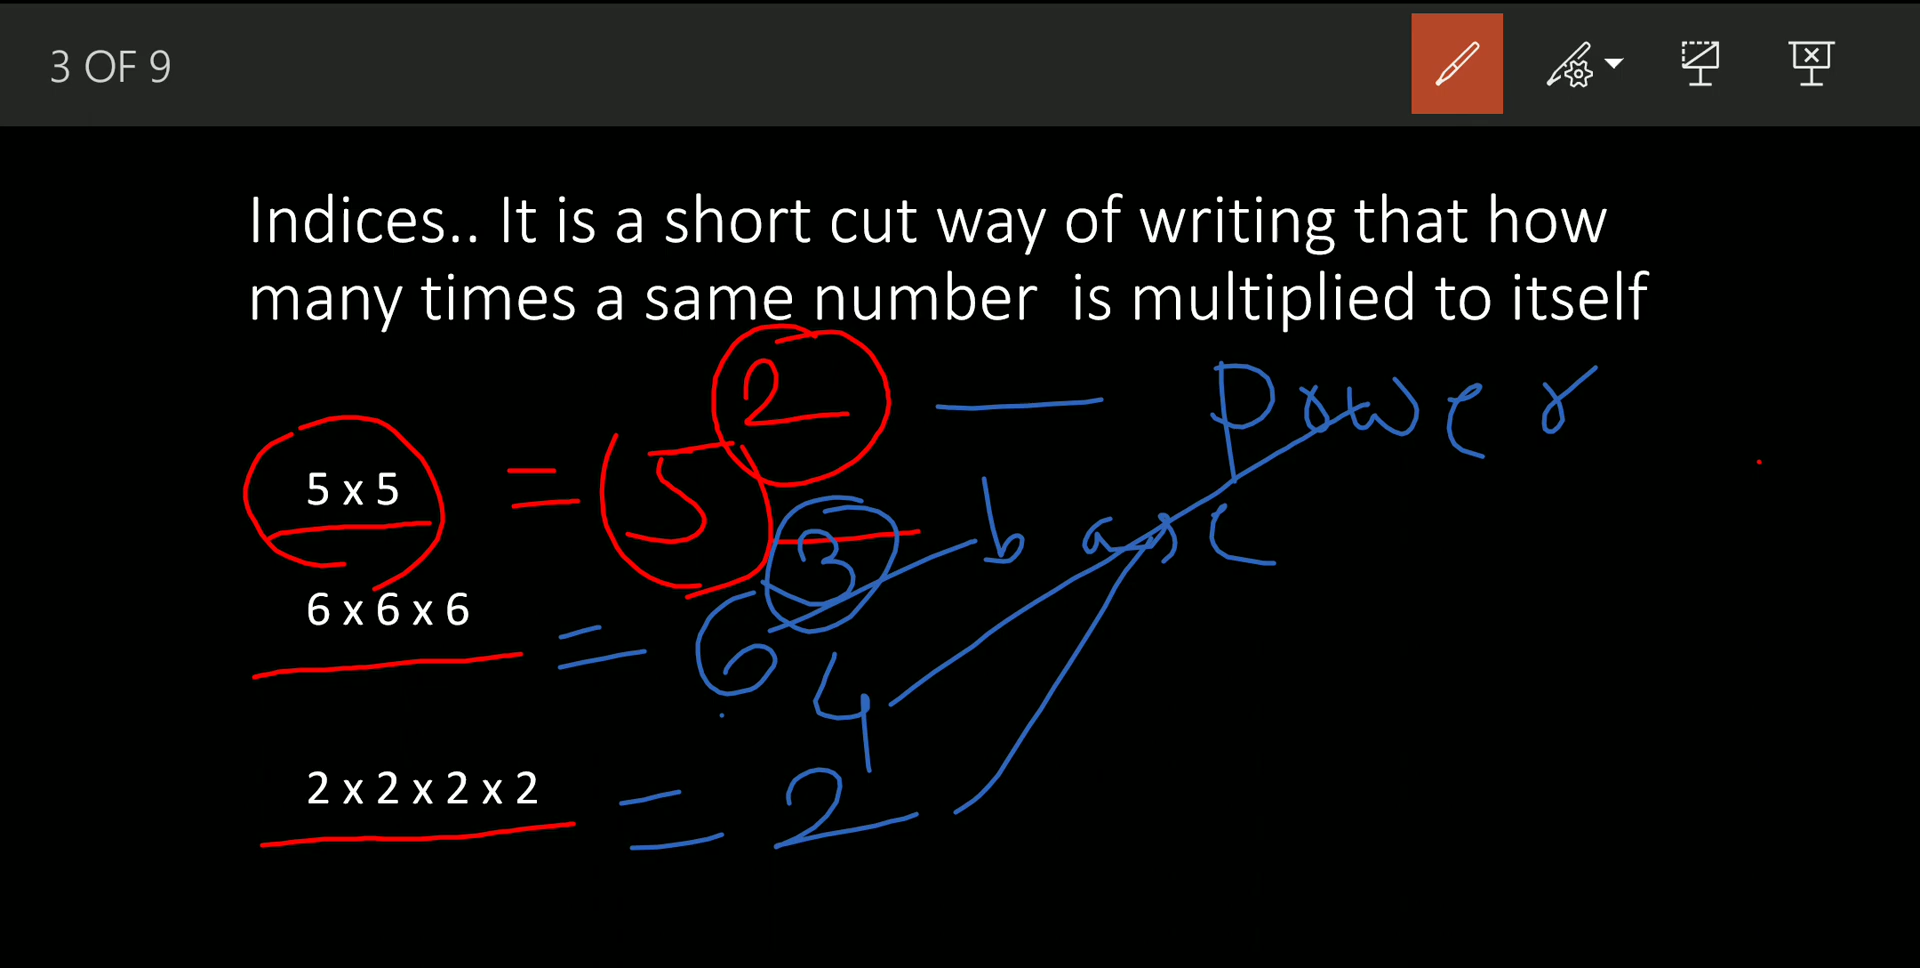 3 OF 9
Indices.. It is a short cut way of writing that how
many times a same number is multiplied to itself
5 x 5 = 5² — Power
base
6 x 6 x 6 = 6³
2 x 2 x 2 x 2 = 2⁴